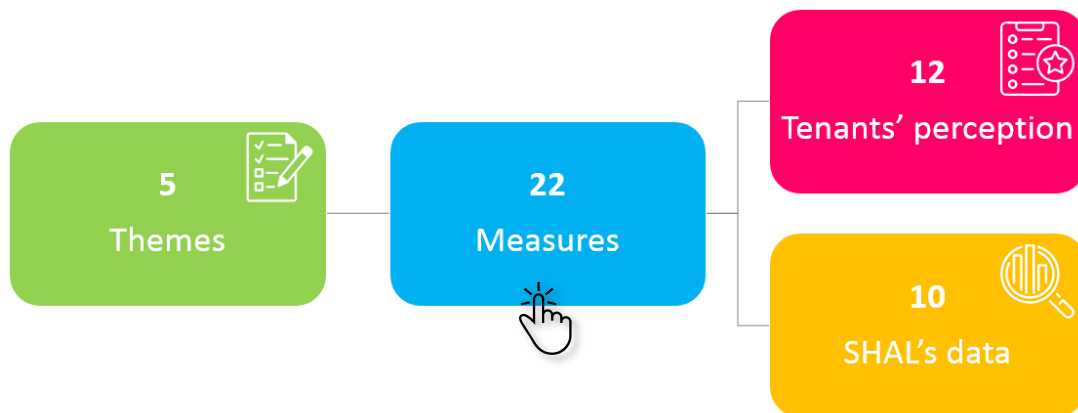 5
Themes
22
Measures
12
Tenants’ perception
10
SHAL’s data